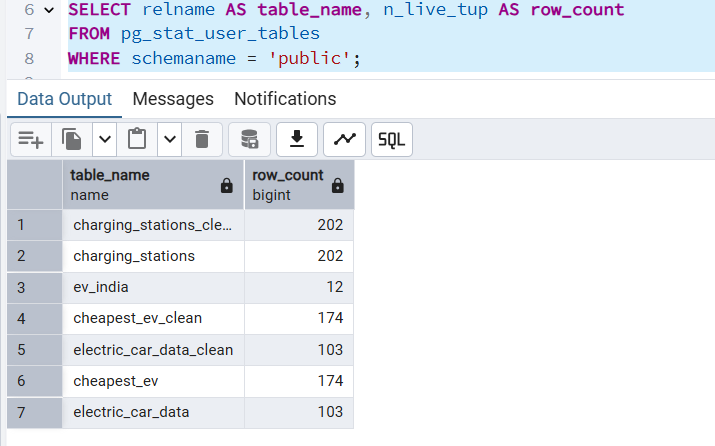 6 SELECT relname AS table_name, n_live_tup AS row_count
7 FROM pg_stat_user_tables
8 WHERE schemaname = 'public';
Data Output Messages Notifications
SQL
table_name row_count
name bigint
1 charging_stations_cle... 202
2 charging_stations 202
3 ev_india 12
4 cheapest_ev_clean 174
5 electric_car_data_clean 103
6 cheapest_ev 174
7 electric_car_data 103